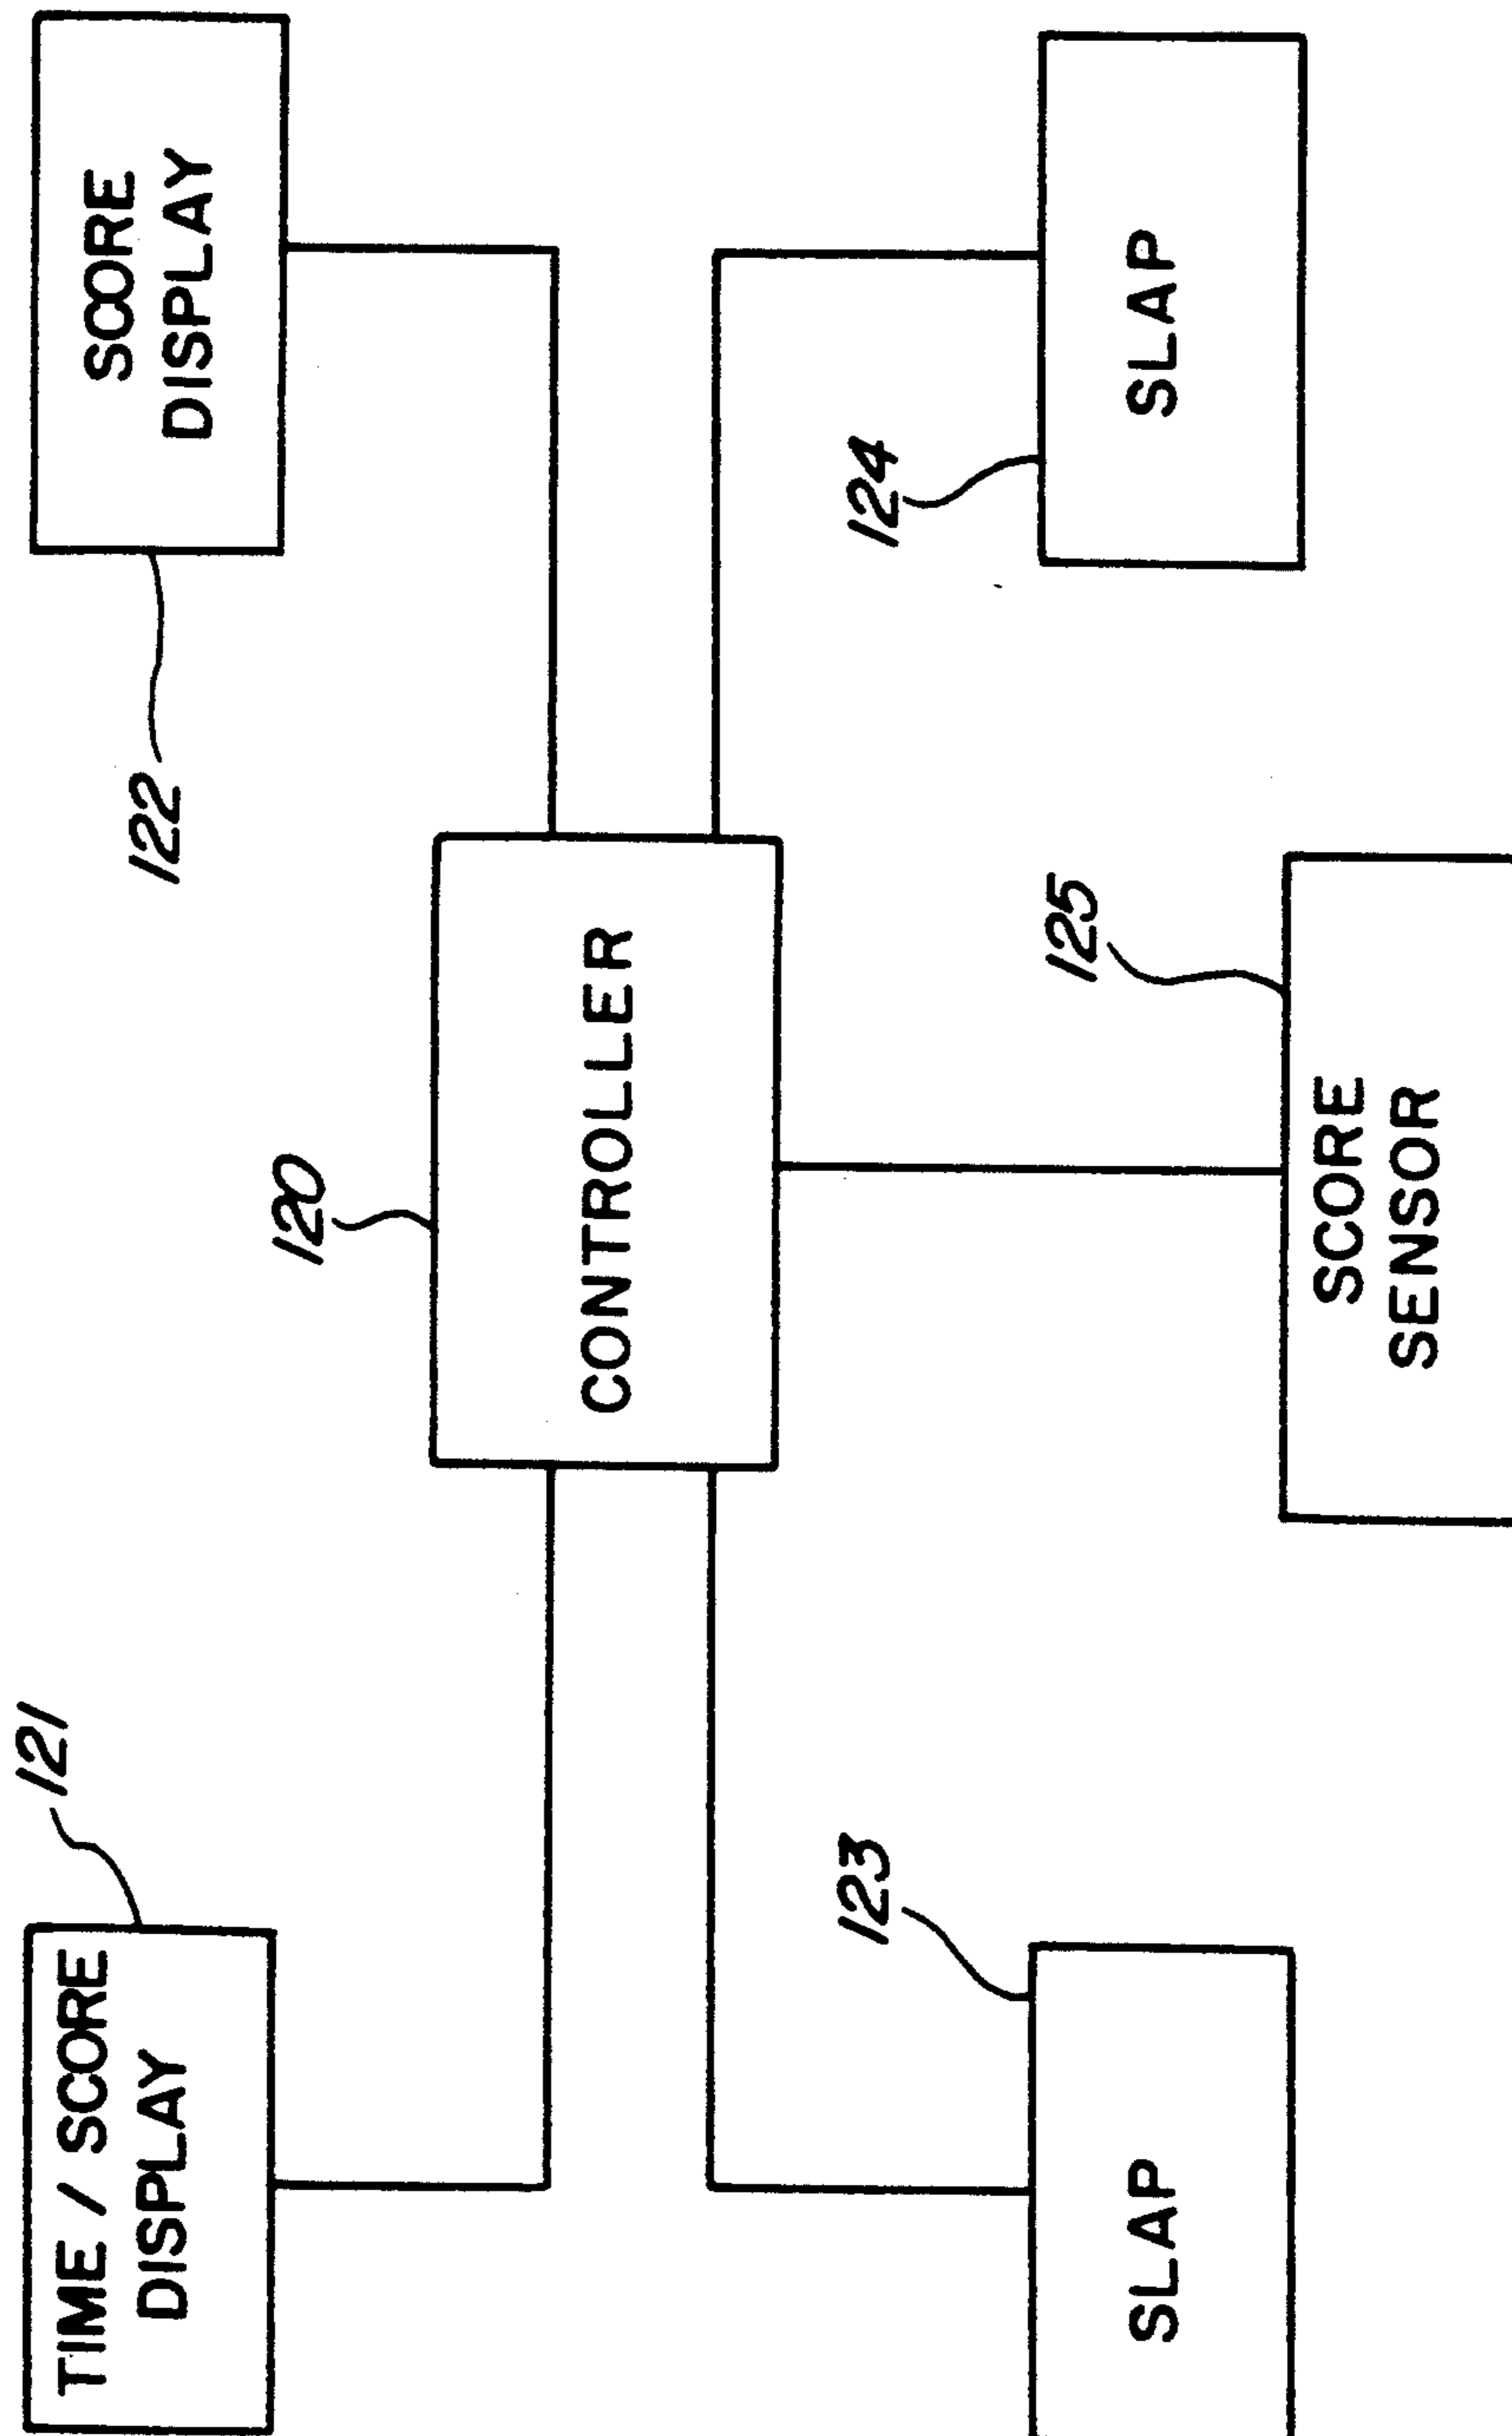 121
TIME / SCORE
DISPLAY
122
SCORE
DISPLAY
120
CONTROLLER
123
SLAP
124
SLAP
125
SCORE
SENSOR